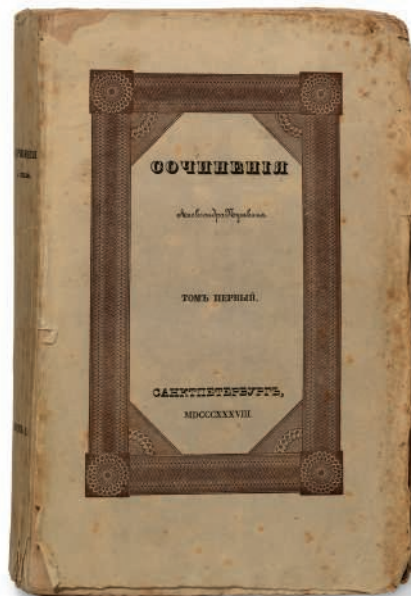 СОЧИНЕНІЯ
Александра Пушкина
ТОМЪ ПЕРВЫЙ.
САНКТПЕТЕРБУРГЪ,
MDCCCXXXVIII.